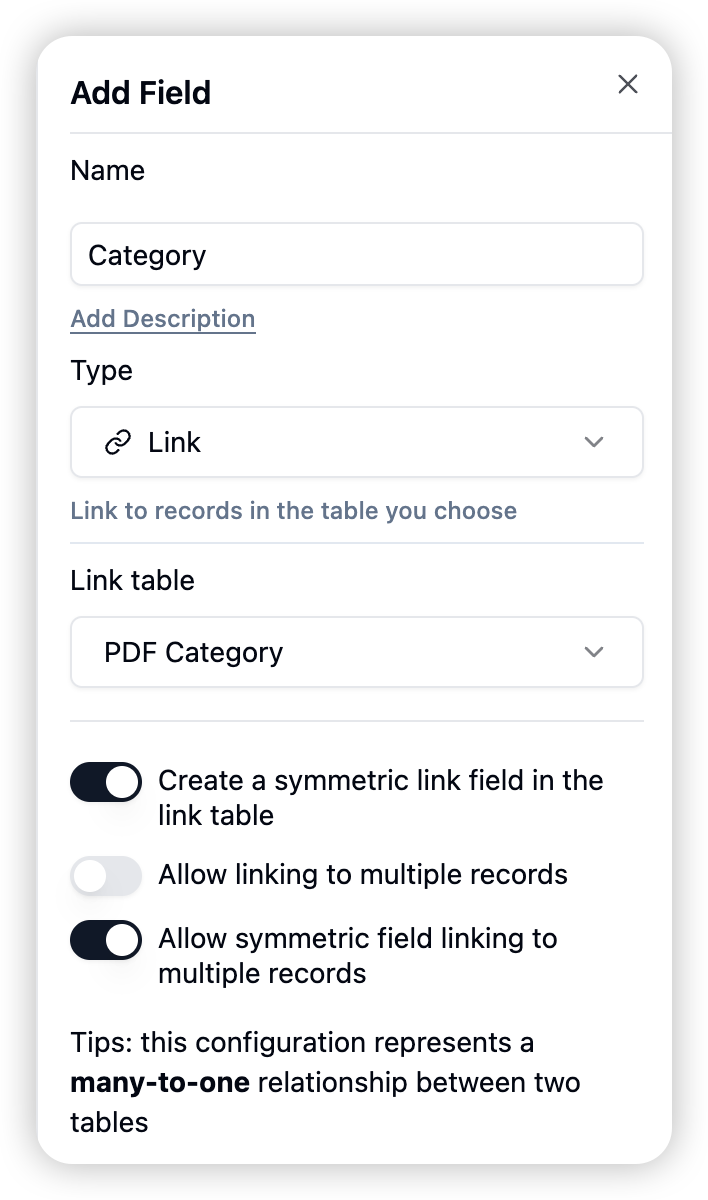 Add Field
Name
Category
Add Description
Type
Link
Link to records in the table you choose
Link table
PDF Category
Create a symmetric link field in the
link table
Allow linking to multiple records
Allow symmetric field linking to
multiple records
Tips: this configuration represents a
many-to-one relationship between two
tables